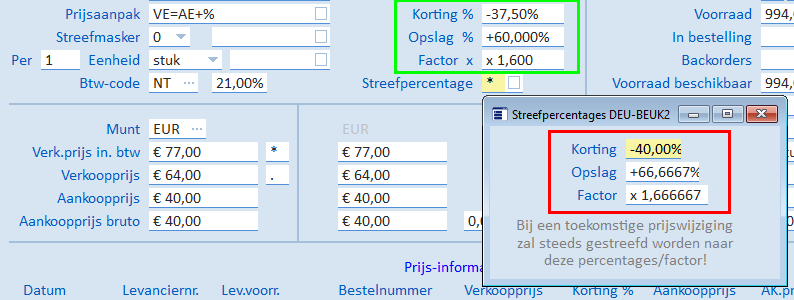 Prijsaanpak VE=AE+% Korting % -37,50% Voorraad 994,
Streefmasker 0 Opslag % +60,000% In bestelling
Per 1 Eenheid stuk Factor x x 1,600 Backorders
Btw-code NT ... 21,00% Streefpercentage * Voorraad beschikbaar 994,
Streefpercentages DEU-BEUK2
Korting -40,00%
Opslag +66,6667%
Factor x 1,666667
Bij een toekomstige prijswijziging
zal steeds gestreefd worden naar
deze percentages/factor!
Munt EUR ... EUR
Verk.prijs in. btw € 77,00 * € 77,00
Verkoopprijs € 64,00 . € 64,00
Aankoopprijs € 40,00 € 40,00
Aankoopprijs bruto € 40,00 € 40,00
Prijs-informa
Datum Leveranciernr. Lev.voorr. Bestelnummer Verkoopprijs Korting % Aankoopprijs AK.pr